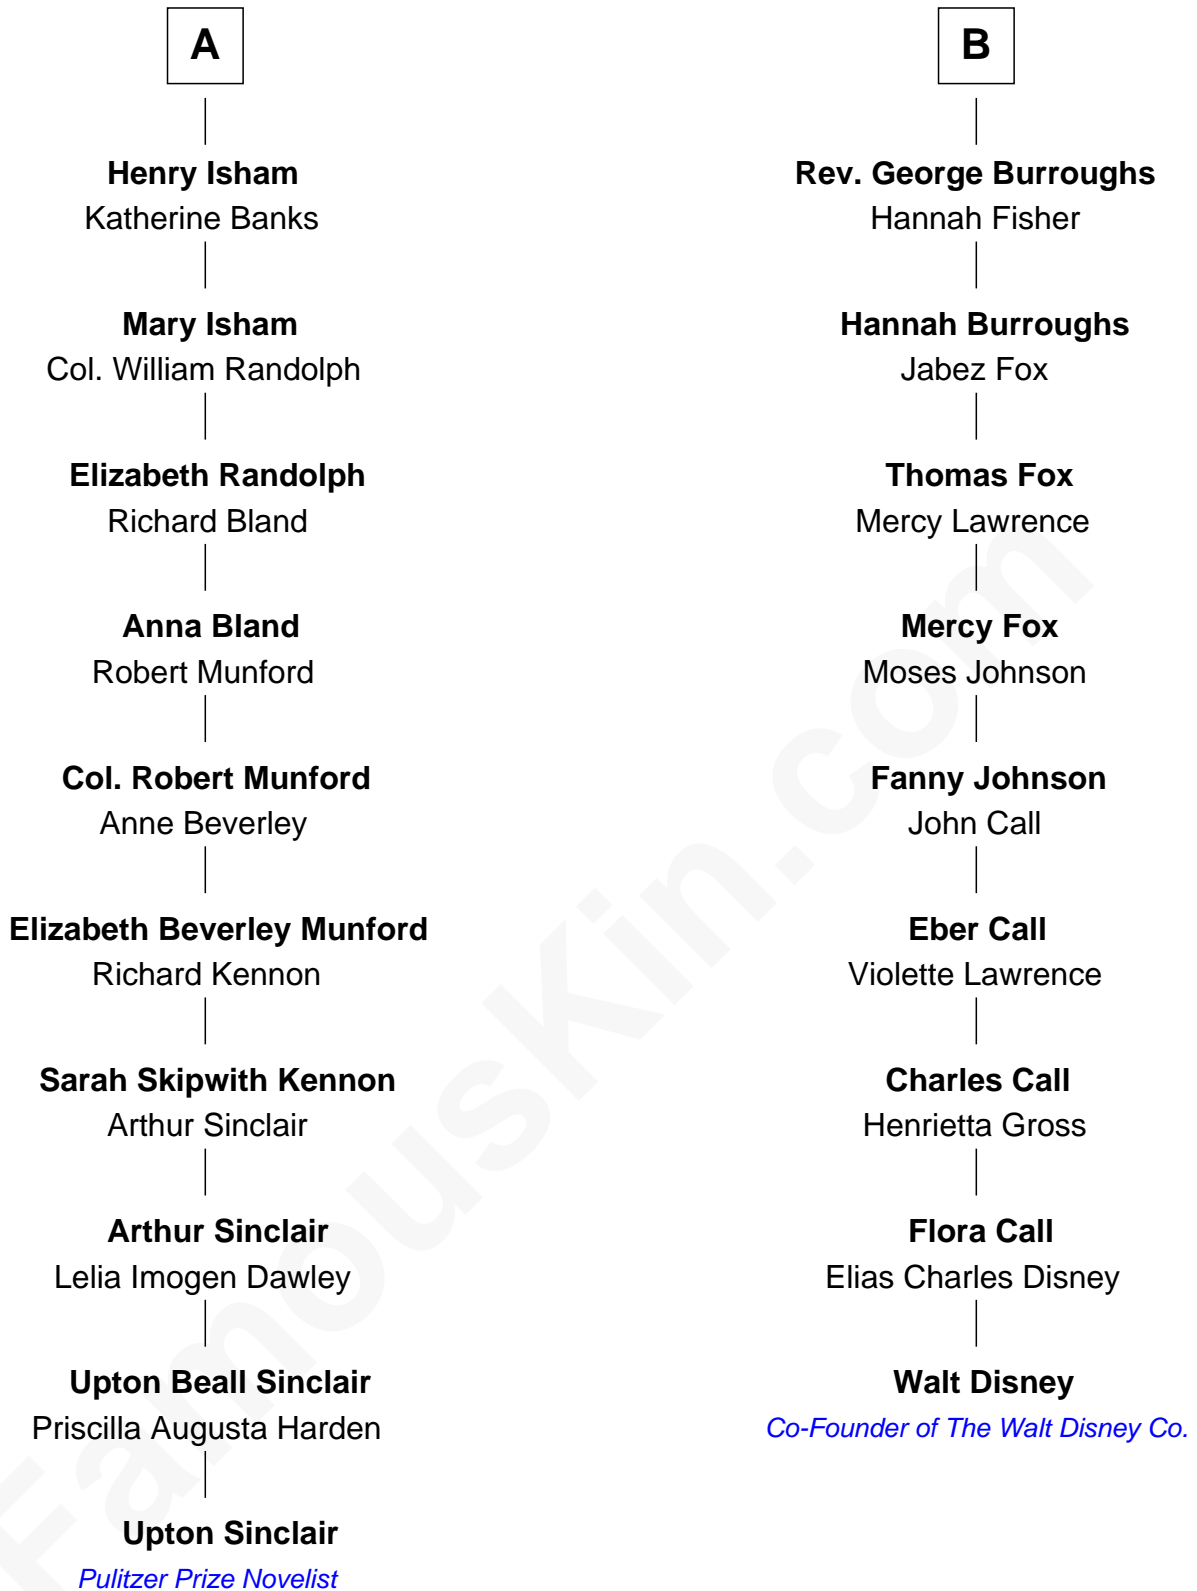 A
Henry Isham
Katherine Banks
Mary Isham
Col. William Randolph
Elizabeth Randolph
Richard Bland
Anna Bland
Robert Munford
Col. Robert Munford
Anne Beverley
Elizabeth Beverley Munford
Richard Kennon
Sarah Skipwith Kennon
Arthur Sinclair
Arthur Sinclair
Lelia Imogen Dawley
Upton Beall Sinclair
Priscilla Augusta Harden
Upton Sinclair
Pulitzer Prize Novelist
B
Rev. George Burroughs
Hannah Fisher
Hannah Burroughs
Jabez Fox
Thomas Fox
Mercy Lawrence
Mercy Fox
Moses Johnson
Fanny Johnson
John Call
Eber Call
Violette Lawrence
Charles Call
Henrietta Gross
Flora Call
Elias Charles Disney
Walt Disney
Co-Founder of The Walt Disney Co.
FamousKin.com